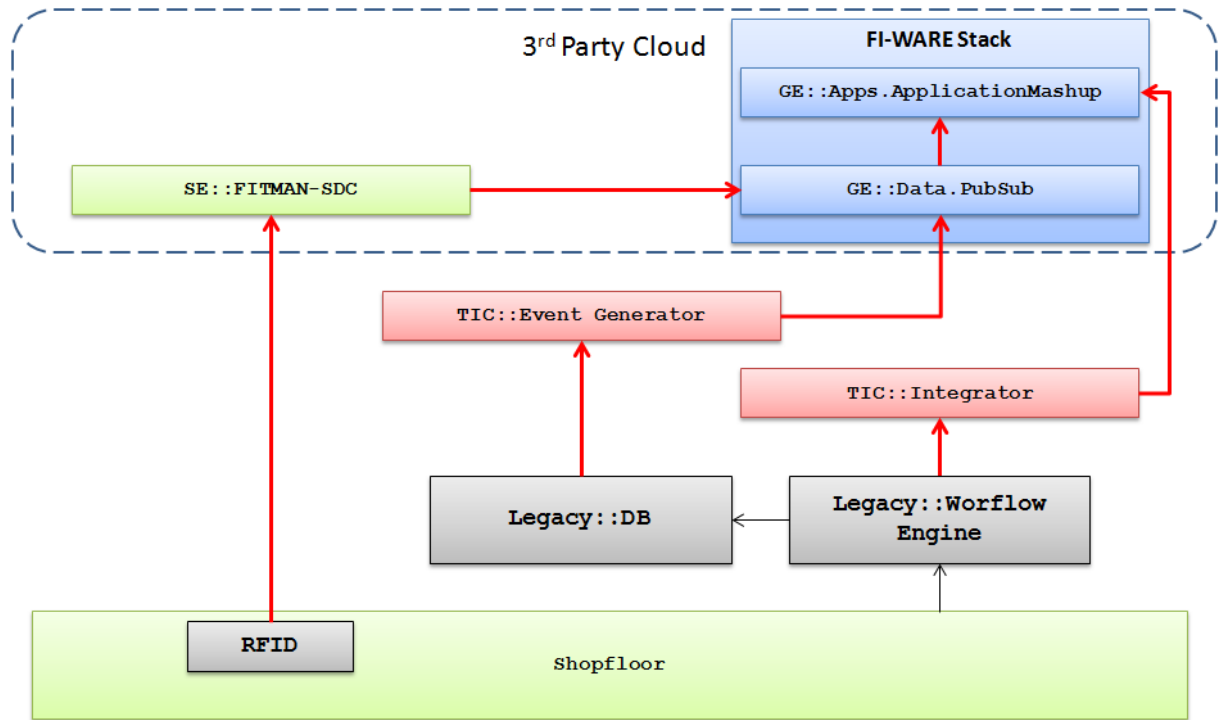 3rd Party Cloud
FI-WARE Stack
GE::Apps.ApplicationMashup
SE::FITMAN-SDC
GE::Data.PubSub
TIC::Event Generator
TIC::Integrator
Legacy::DB
Legacy::Worflow
Engine
RFID
Shopfloor